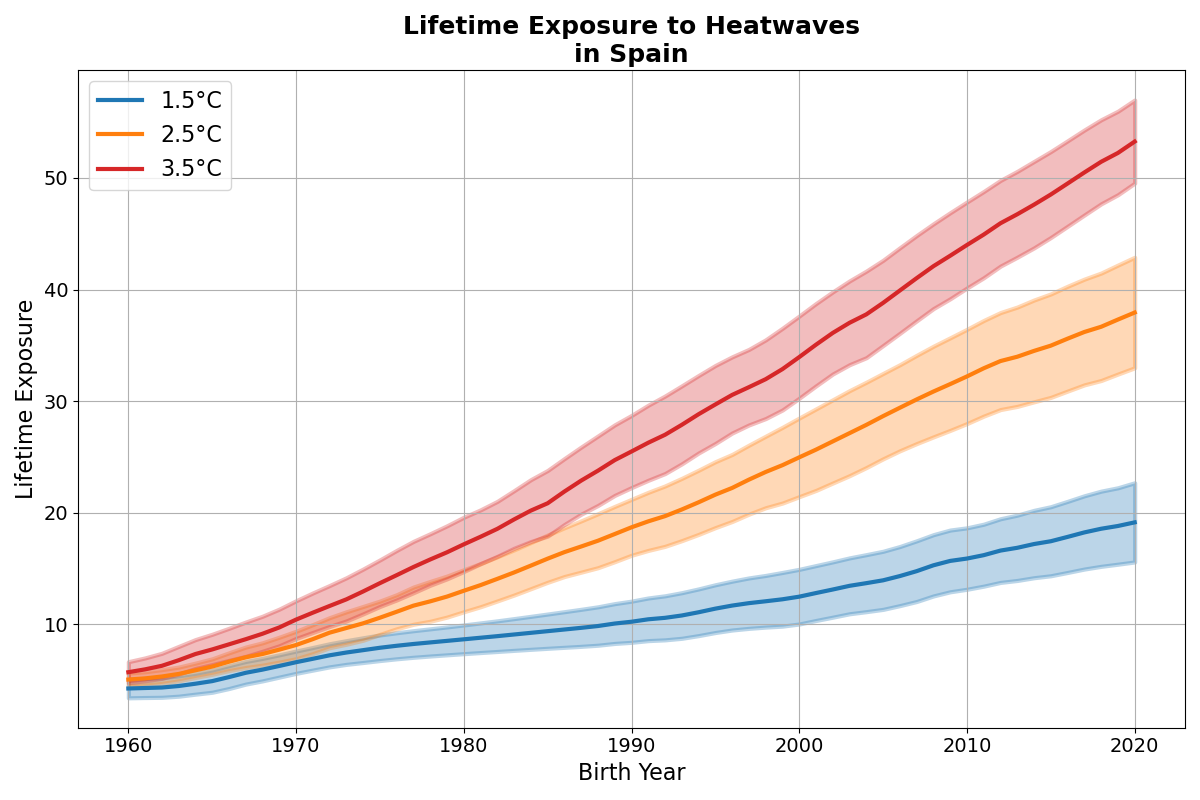 Lifetime Exposure to Heatwaves
in Spain
1.5°C
2.5°C
3.5°C
Lifetime Exposure
50
40
30
20
10
1960 1970 1980 1990 2000 2010 2020
Birth Year